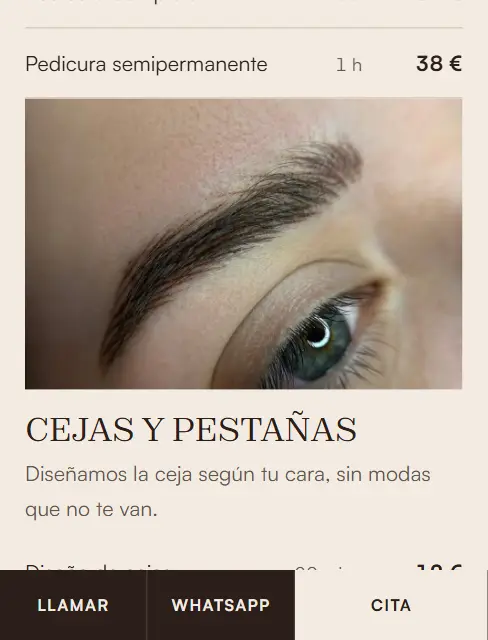 Pedicura semipermanente 1 h 38 €
CEJAS Y PESTAÑAS
Diseñamos la ceja según tu cara, sin modas
que no te van.
LLAMAR WHATSAPP CITA